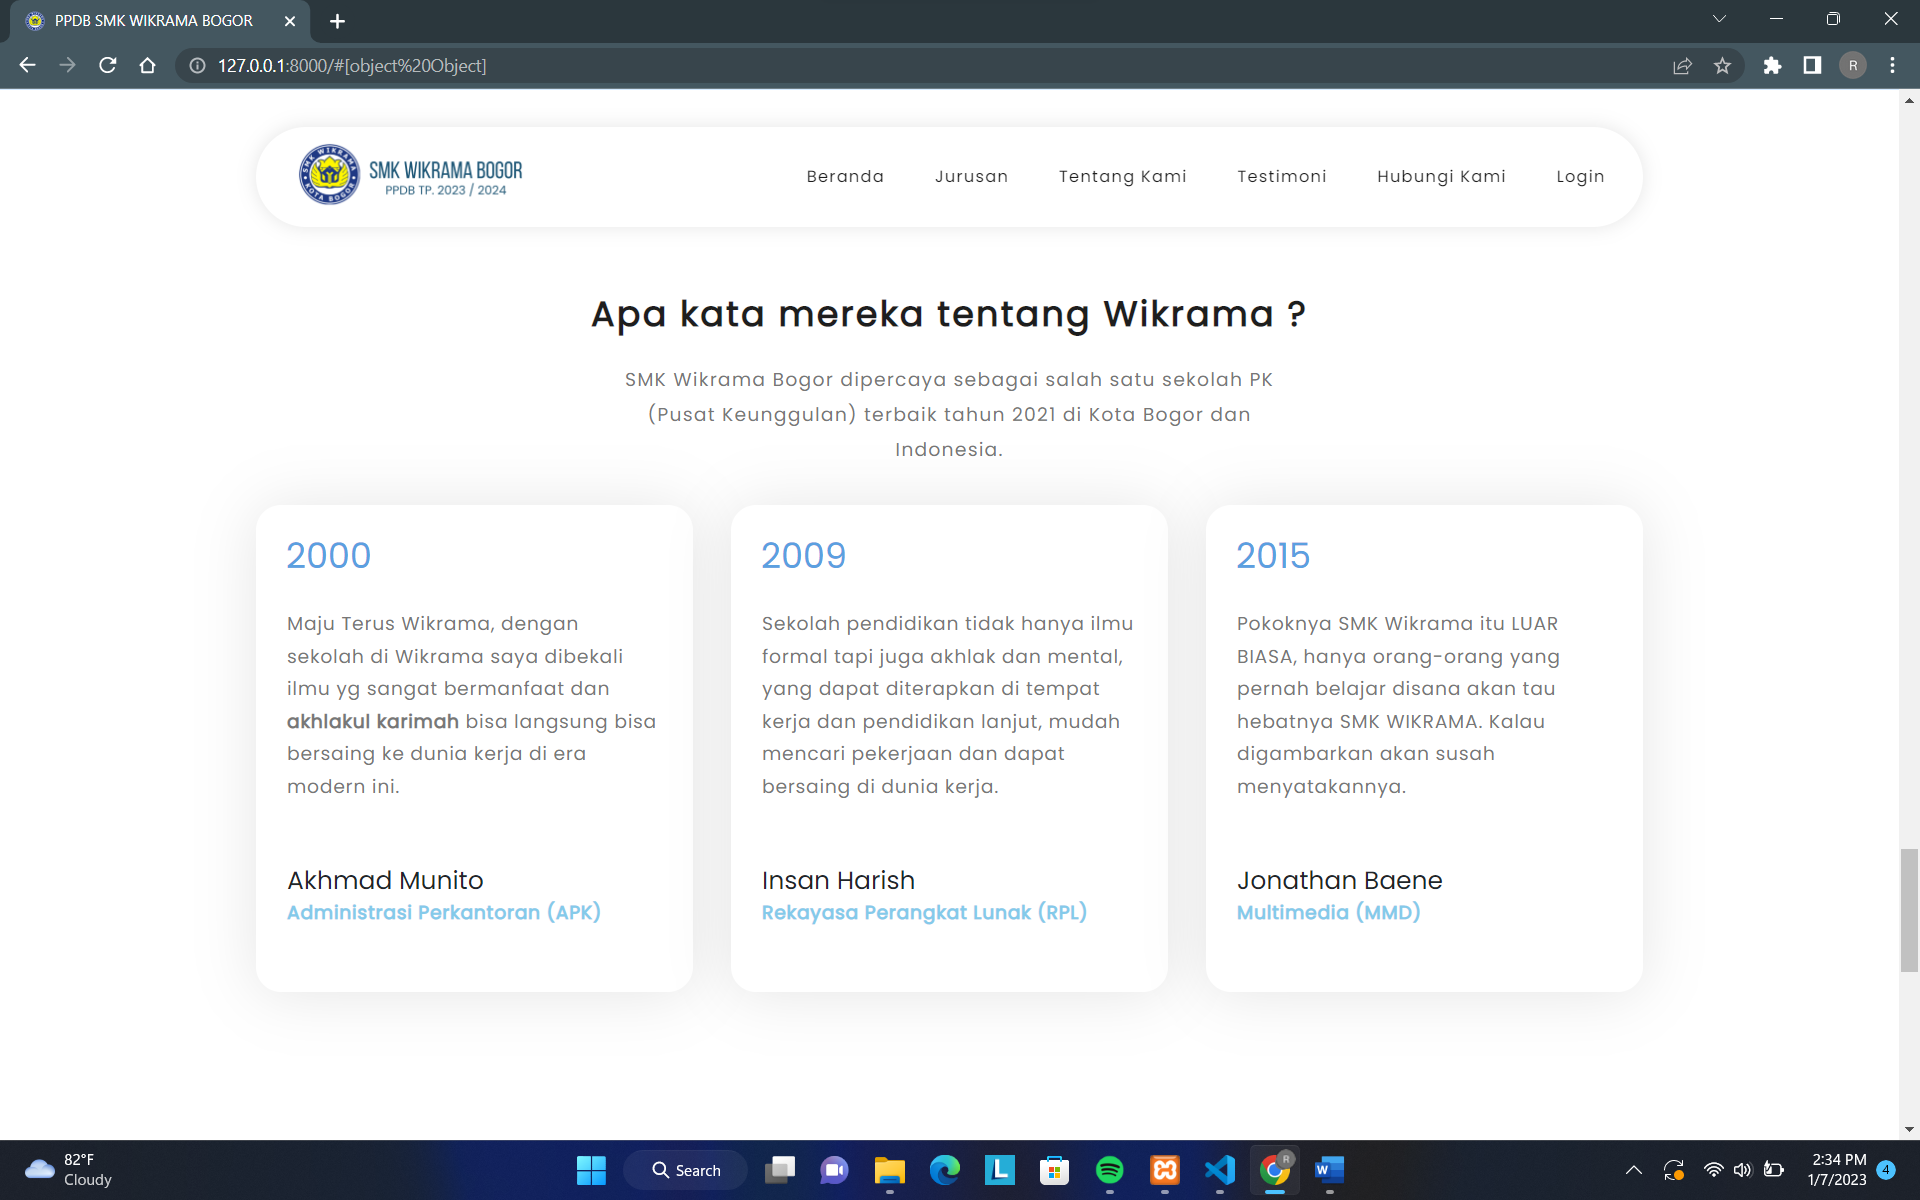 PPDB SMK WIKRAMA BOGOR
127.0.0.1:8000/#[object%20Object]
R
SMK WIKRAMA
KOTA BOGOR
SMK WIKRAMA BOGOR
PPDB TP. 2023 / 2024
Beranda Jurusan Tentang Kami Testimoni Hubungi Kami Login
Apa kata mereka tentang Wikrama ?
SMK Wikrama Bogor dipercaya sebagai salah satu sekolah PK
(Pusat Keunggulan) terbaik tahun 2021 di Kota Bogor dan
Indonesia.
2000
Maju Terus Wikrama, dengan
sekolah di Wikrama saya dibekali
ilmu yg sangat bermanfaat dan
akhlakul karimah bisa langsung bisa
bersaing ke dunia kerja di era
modern ini.
Akhmad Munito
Administrasi Perkantoran (APK)
2009
Sekolah pendidikan tidak hanya ilmu
formal tapi juga akhlak dan mental,
yang dapat diterapkan di tempat
kerja dan pendidikan lanjut, mudah
mencari pekerjaan dan dapat
bersaing di dunia kerja.
Insan Harish
Rekayasa Perangkat Lunak (RPL)
2015
Pokoknya SMK Wikrama itu LUAR
BIASA, hanya orang-orang yang
pernah belajar disana akan tau
hebatnya SMK WIKRAMA. Kalau
digambarkan akan susah
menyatakannya.
Jonathan Baene
Multimedia (MMD)
82°F
Cloudy
Search
L
R
W
2:34 PM
1/7/2023
4